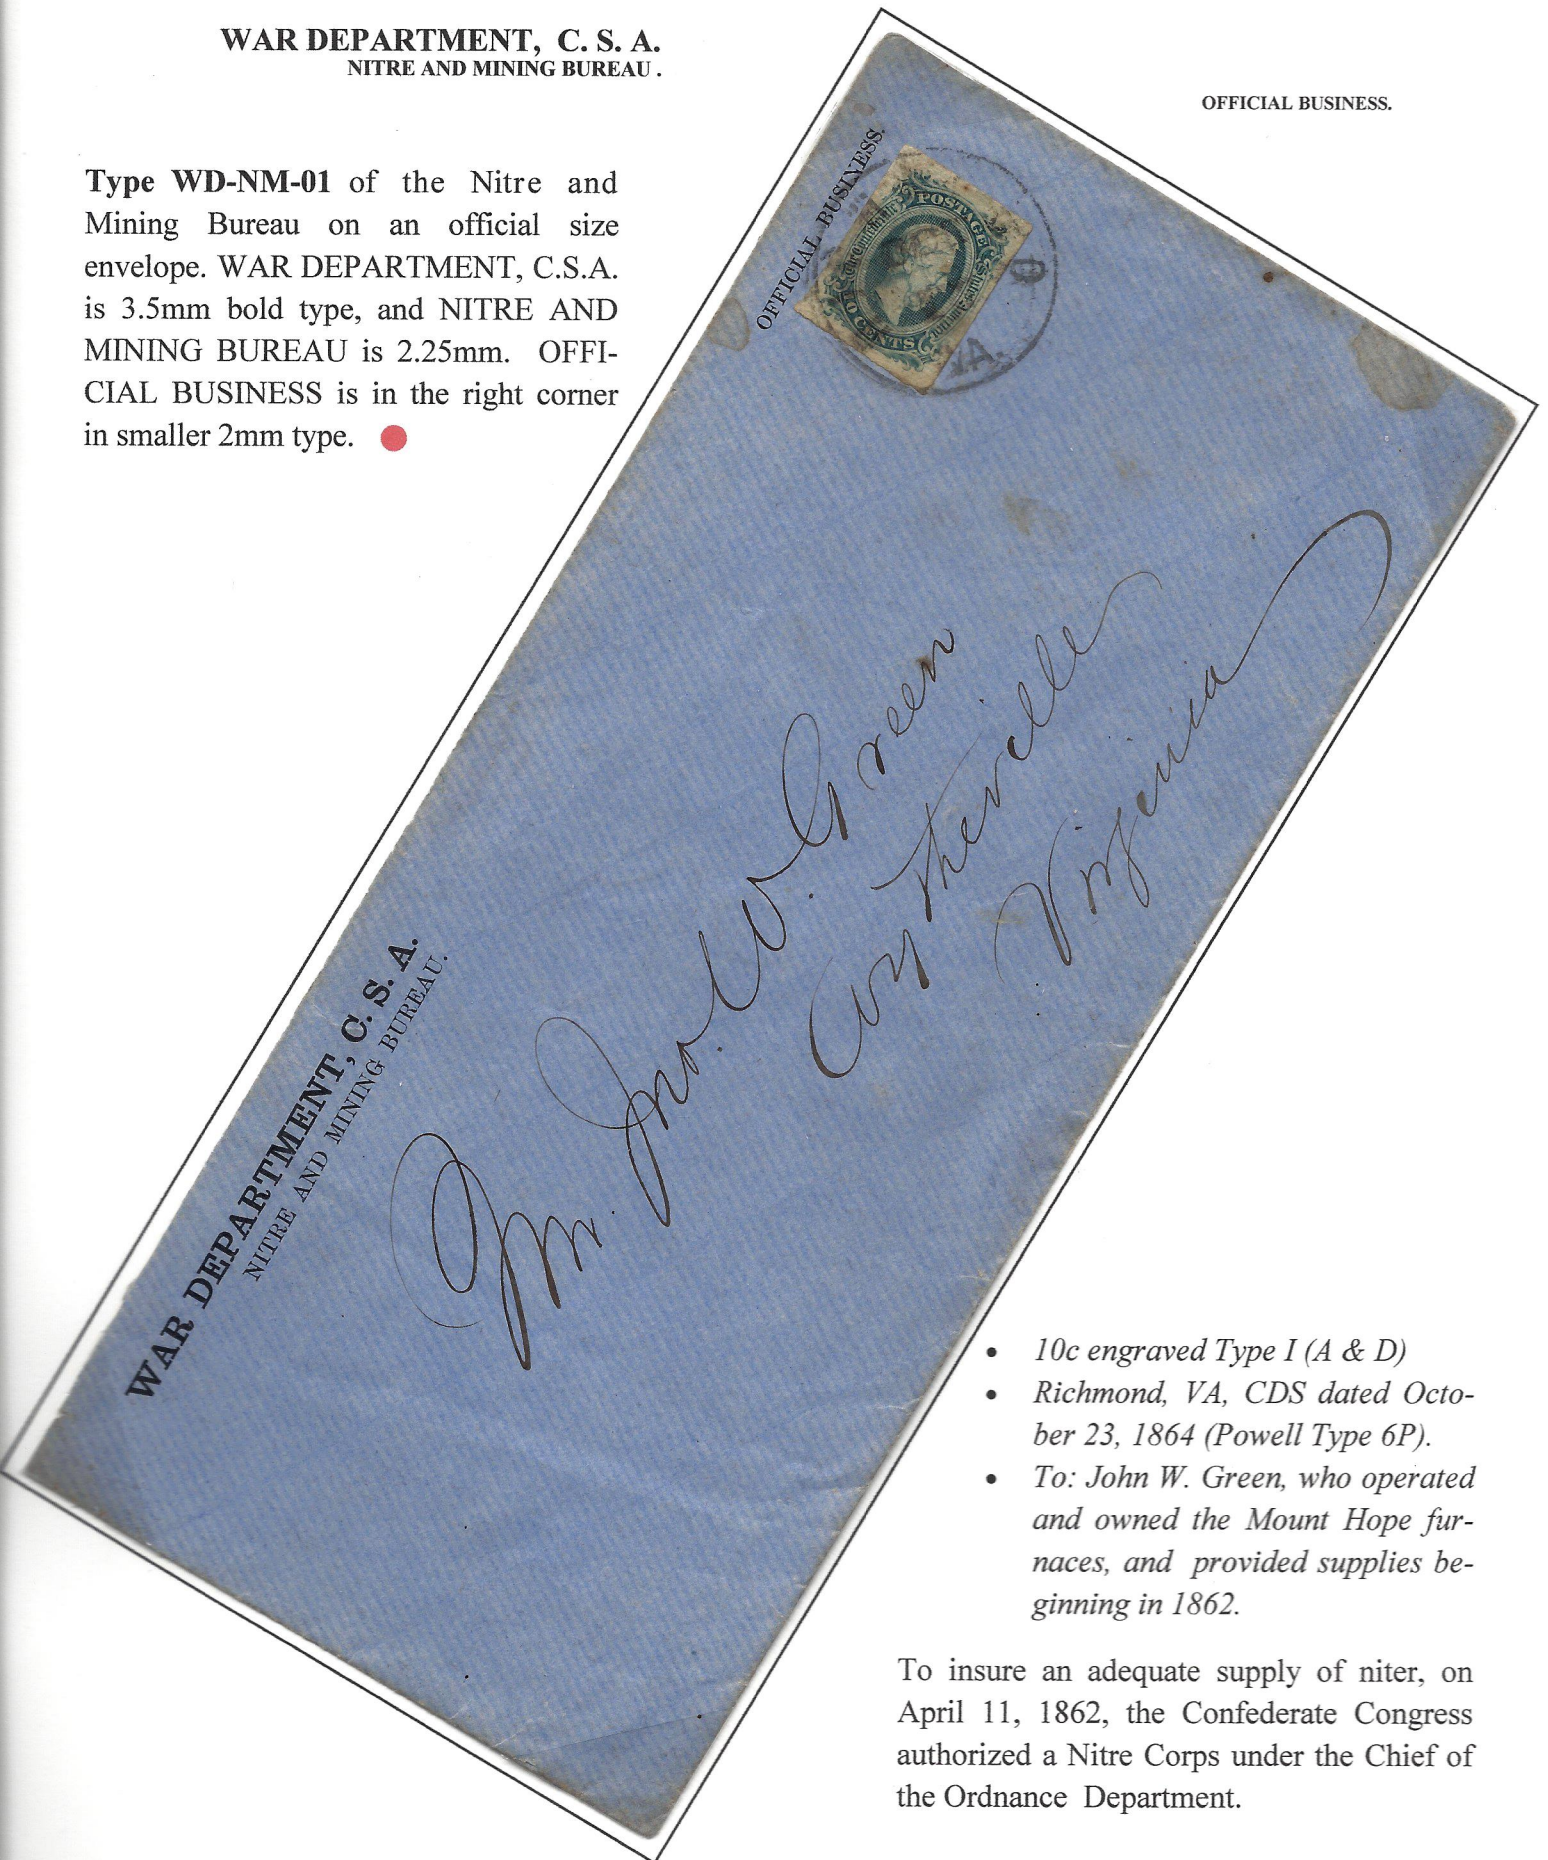 WAR DEPARTMENT, C. S. A.
NITRE AND MINING BUREAU .
OFFICIAL BUSINESS.
Type WD-NM-01 of the Nitre and
Mining Bureau on an official size
envelope. WAR DEPARTMENT, C.S.A.
is 3.5mm bold type, and NITRE AND
MINING BUREAU is 2.25mm. OFFI-
CIAL BUSINESS is in the right corner
in smaller 2mm type.
OFFICIAL BUSINESS.
POSTAGE
The Confederate States of America
TEN CENTS
VA.
WAR DEPARTMENT, C. S. A.
NITRE AND MINING BUREAU.
Mr. Jno. W. Green
Wytheville
Virginia
• 10c engraved Type I (A & D)
• Richmond, VA, CDS dated Octo-
ber 23, 1864 (Powell Type 6P).
• To: John W. Green, who operated
and owned the Mount Hope fur-
naces, and provided supplies be-
ginning in 1862.
To insure an adequate supply of niter, on
April 11, 1862, the Confederate Congress
authorized a Nitre Corps under the Chief of
the Ordnance Department.